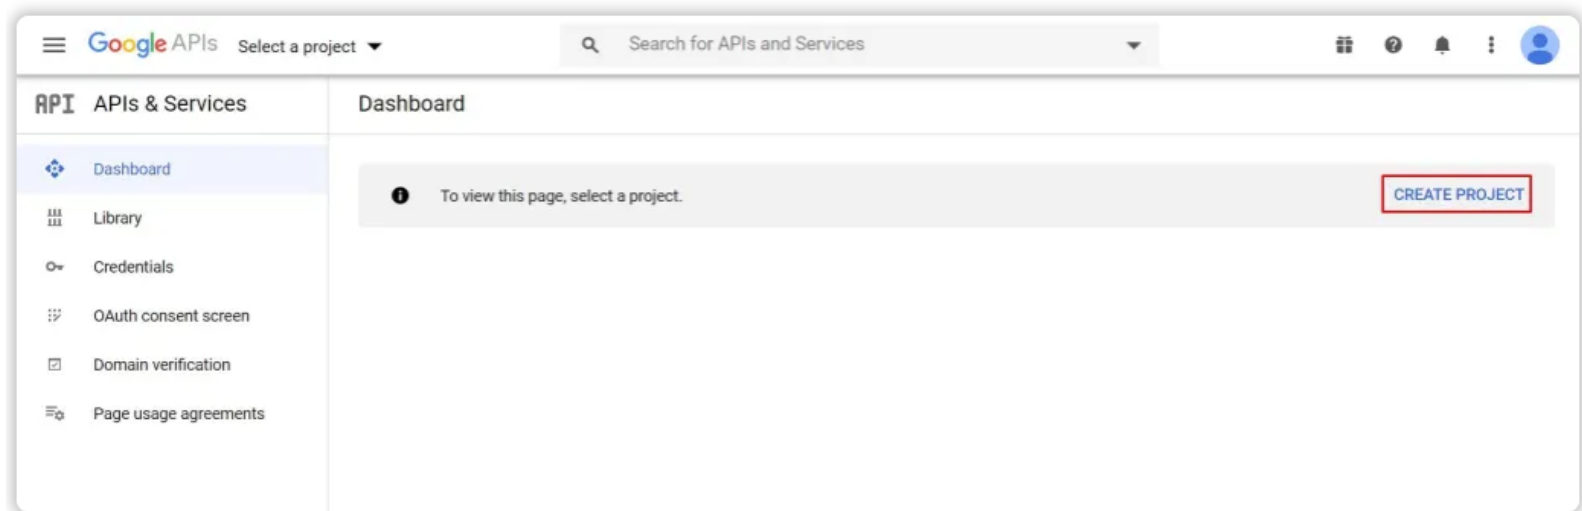 Google APIs Select a project Search for APIs and Services
API APIs & Services Dashboard
Dashboard
To view this page, select a project. CREATE PROJECT
Library
Credentials
OAuth consent screen
Domain verification
Page usage agreements